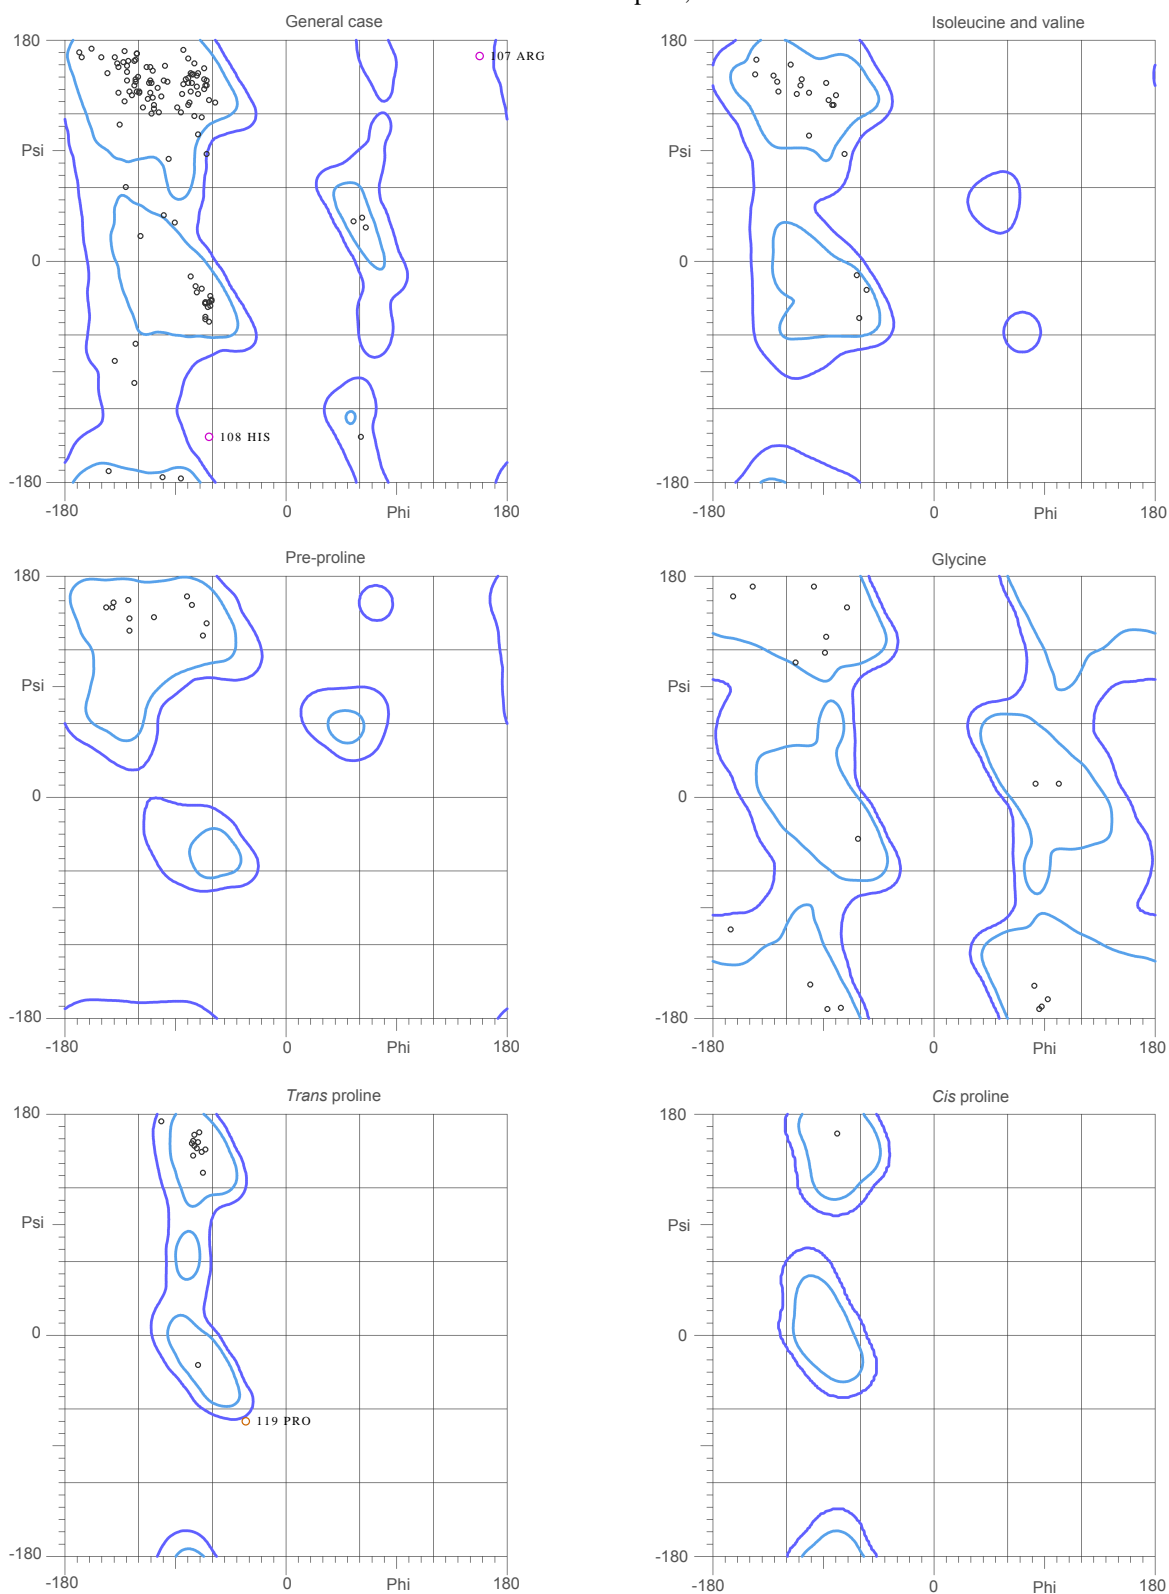 General case
180
107 ARG
Psi
0
108 HIS
-180
-180
0
Phi
180
Isoleucine and valine
180
Psi
0
-180
-180
0
Phi
180
Pre-proline
180
Psi
0
-180
-180
0
Phi
180
Glycine
180
Psi
0
-180
-180
0
Phi
180
Trans proline
180
Psi
0
119 PRO
-180
-180
0
Phi
180
Cis proline
180
Psi
0
-180
-180
0
Phi
180